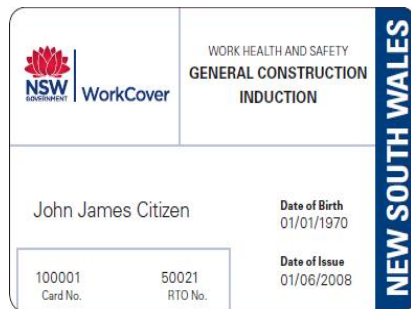 NSW
GOVERNMENT
WorkCover
WORK HEALTH AND SAFETY
GENERAL CONSTRUCTION
INDUCTION
NEW SOUTH WALES
John James Citizen
Date of Birth
01/01/1970
Date of Issue
01/06/2008
100001 50021
Card No. RTO No.